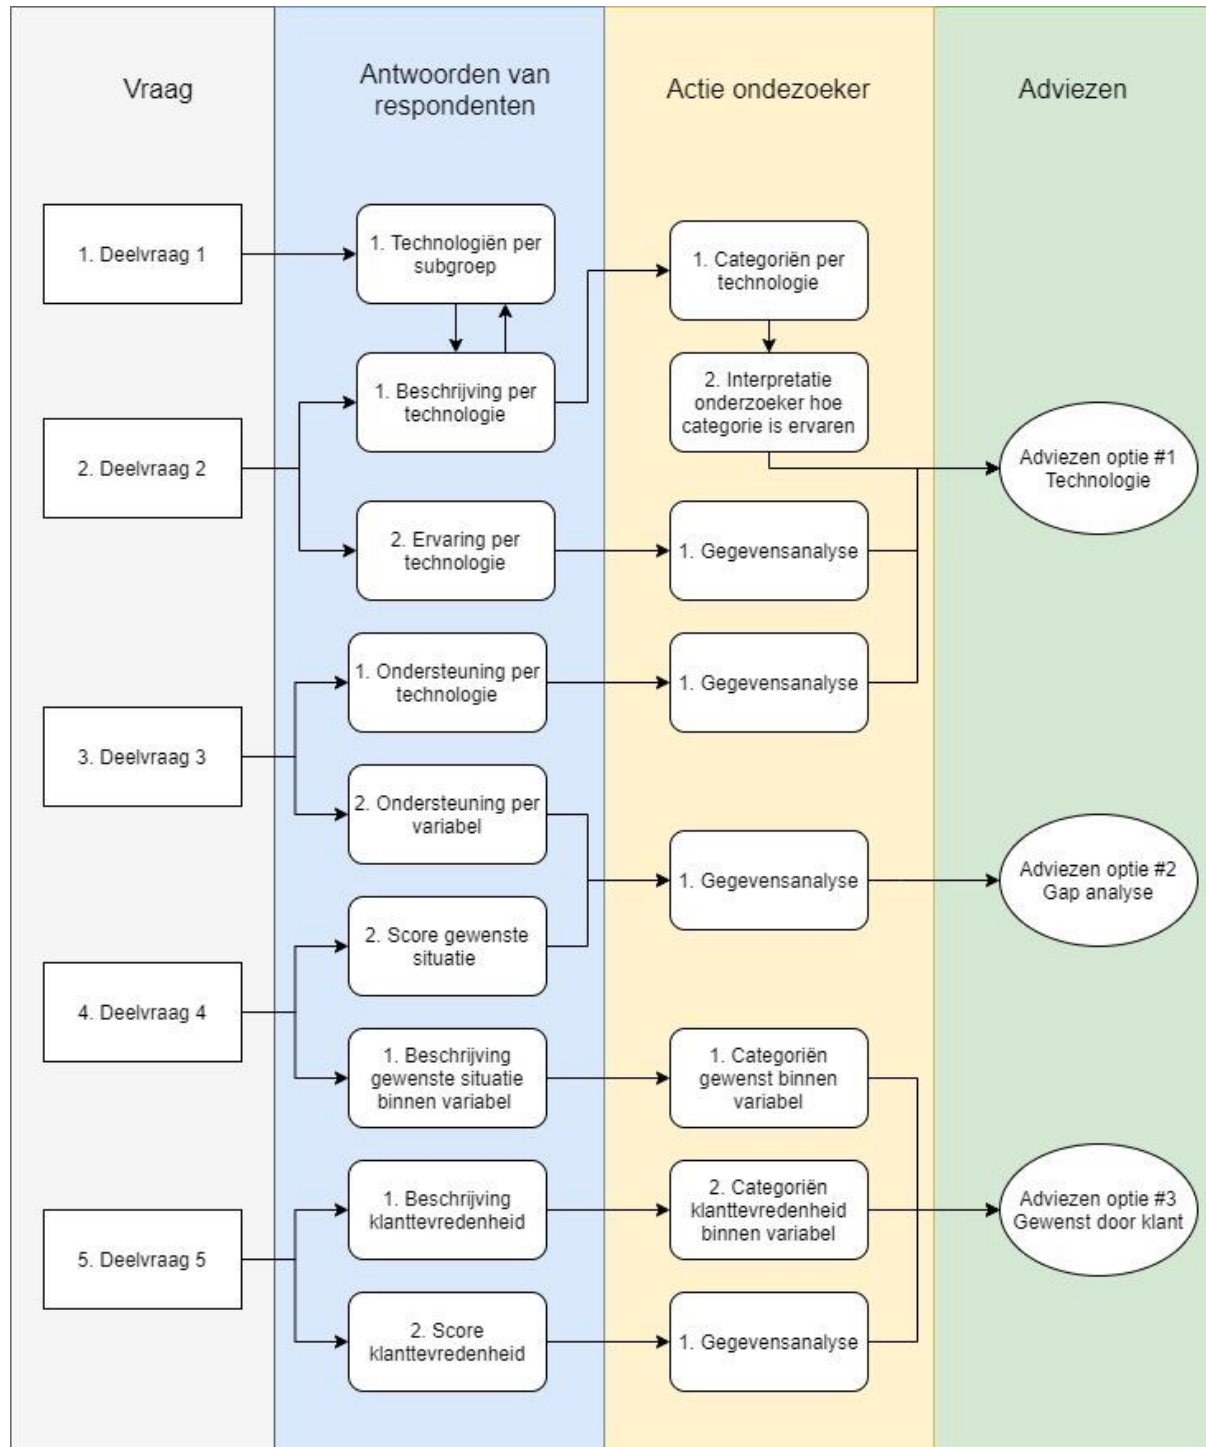 Vraag
Antwoorden van
respondenten
Actie ondezoeker
Adviezen
1. Deelvraag 1
1. Technologiën per
subgroep
1. Categoriën per
technologie
1. Beschrijving per
technologie
2. Interpretatie
onderzoeker hoe
categorie is ervaren
2. Deelvraag 2
Adviezen optie #1
Technologie
2. Ervaring per
technologie
1. Gegevensanalyse
1. Ondersteuning per
technologie
1. Gegevensanalyse
3. Deelvraag 3
2. Ondersteuning per
variabel
1. Gegevensanalyse
Adviezen optie #2
Gap analyse
2. Score gewenste
situatie
4. Deelvraag 4
1. Beschrijving
gewenste situatie
binnen variabel
1. Categoriën
gewenst binnen
variabel
1. Beschrijving
klanttevredenheid
2. Categoriën
klanttevredenheid
binnen variabel
Adviezen optie #3
Gewenst door klant
5. Deelvraag 5
2. Score
klanttevredenheid
1. Gegevensanalyse